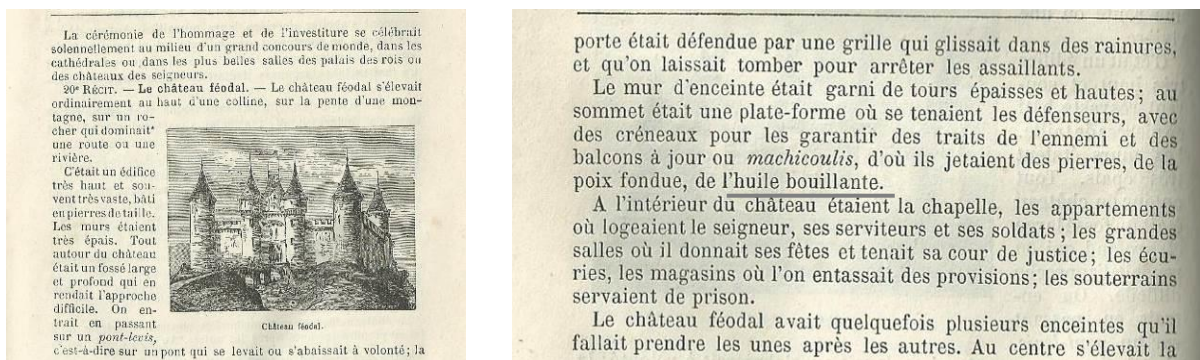 La cérémonie de l'hommage et de l'investiture se célébrait
solennellement au milieu d'un grand concours de monde, dans les
cathédrales ou dans les plus belles salles des palais des rois ou
des châteaux des seigneurs.
20e RÉCIT. — Le château féodal. — Le château féodal s'élevait
ordinairement au haut d'une colline, sur la pente d'une mon-
tagne, sur un ro-
cher qui dominait*
une route ou une
rivière.
C'était un édifice
très haut et sou-
vent très vaste, bâti
en pierres de taille.
Les murs étaient
très épais. Tout
autour du château
était un fossé large
et profond qui en
rendait l'approche
difficile. On en-
trait en passant
sur un pont-levis,
c'est-à-dire sur un pont qui se levait ou s'abaissait à volonté; la
Château féodal.
porte était défendue par une grille qui glissait dans des rainures,
et qu'on laissait tomber pour arrêter les assaillants.
Le mur d'enceinte était garni de tours épaisses et hautes; au
sommet était une plate-forme où se tenaient les défenseurs, avec
des créneaux pour les garantir des traits de l'ennemi et des
balcons à jour ou machicoulis, d'où ils jetaient des pierres, de la
poix fondue, de l'huile bouillante.
A l'intérieur du château étaient la chapelle, les appartements
où logeaient le seigneur, ses serviteurs et ses soldats; les grandes
salles où il donnait ses fêtes et tenait sa cour de justice; les écu-
ries, les magasins où l'on entassait des provisions; les souterrains
servaient de prison.
Le château féodal avait quelquefois plusieurs enceintes qu'il
fallait prendre les unes après les autres. Au centre s'élevait la